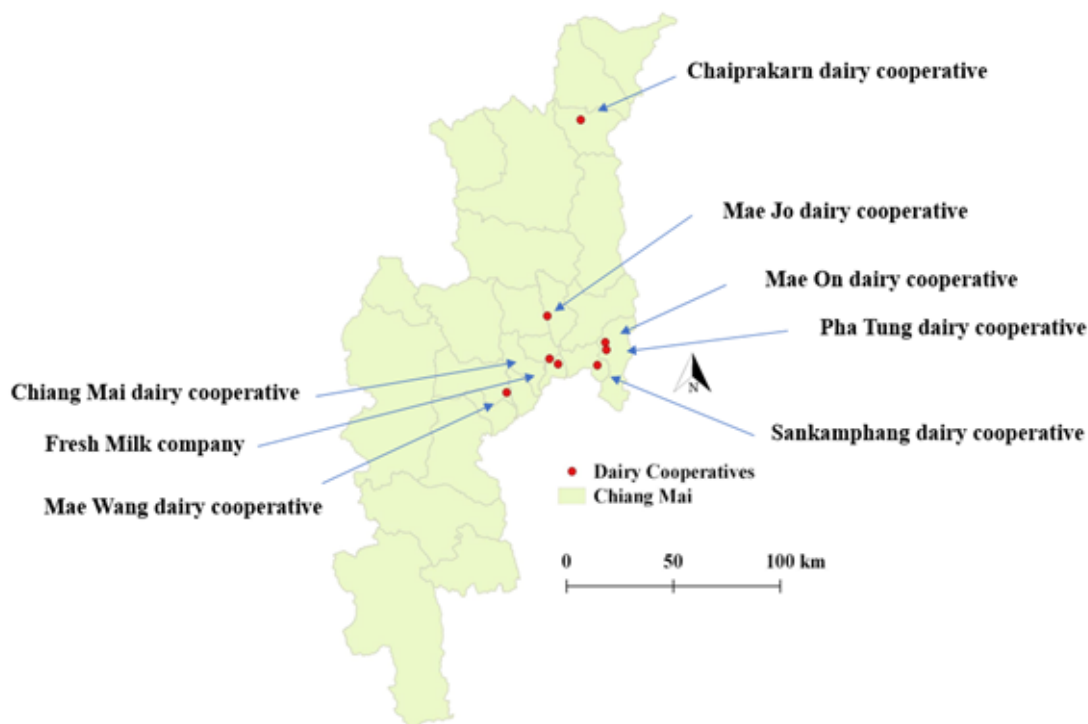 Chaiprakarn dairy cooperative
Mae Jo dairy cooperative
Mae On dairy cooperative
Pha Tung dairy cooperative
N
Chiang Mai dairy cooperative
Sankamphang dairy cooperative
Fresh Milk company
Dairy Cooperatives
Chiang Mai
Mae Wang dairy cooperative
0 50 100 km